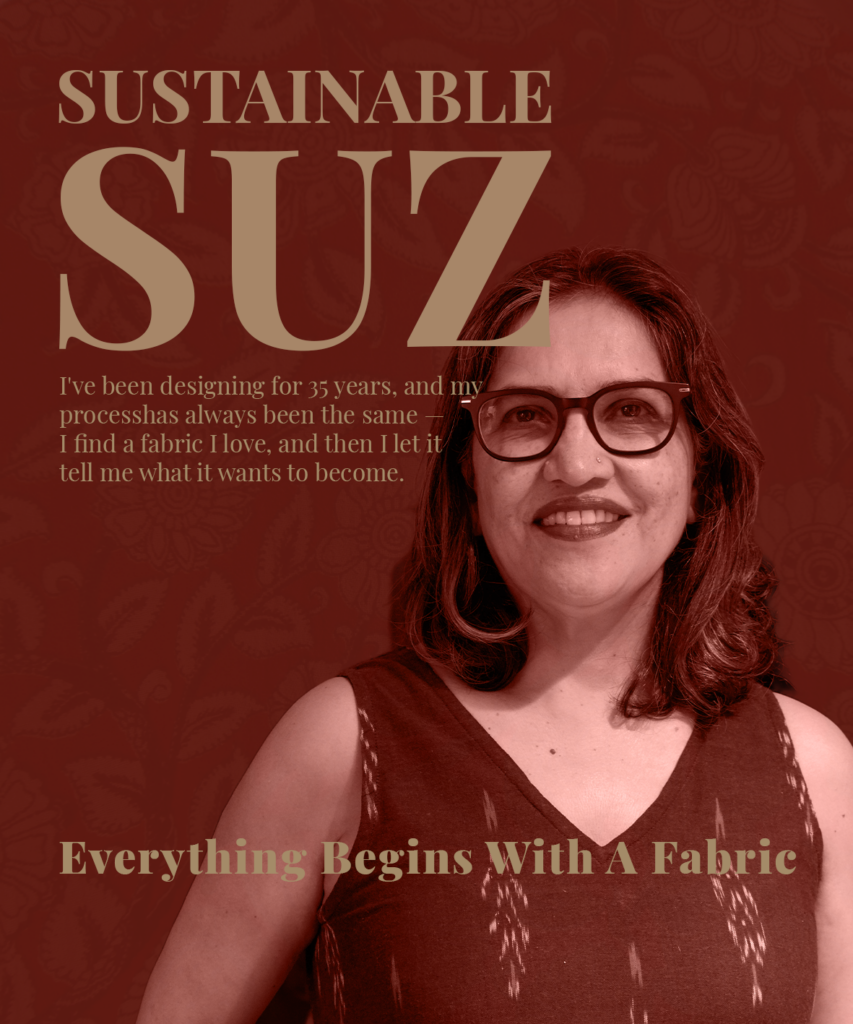 SUSTAINABLE
SUZ
I've been designing for 35 years, and my
processhas always been the same —
I find a fabric I love, and then I let it
tell me what it wants to become.
Everything Begins With A Fabric